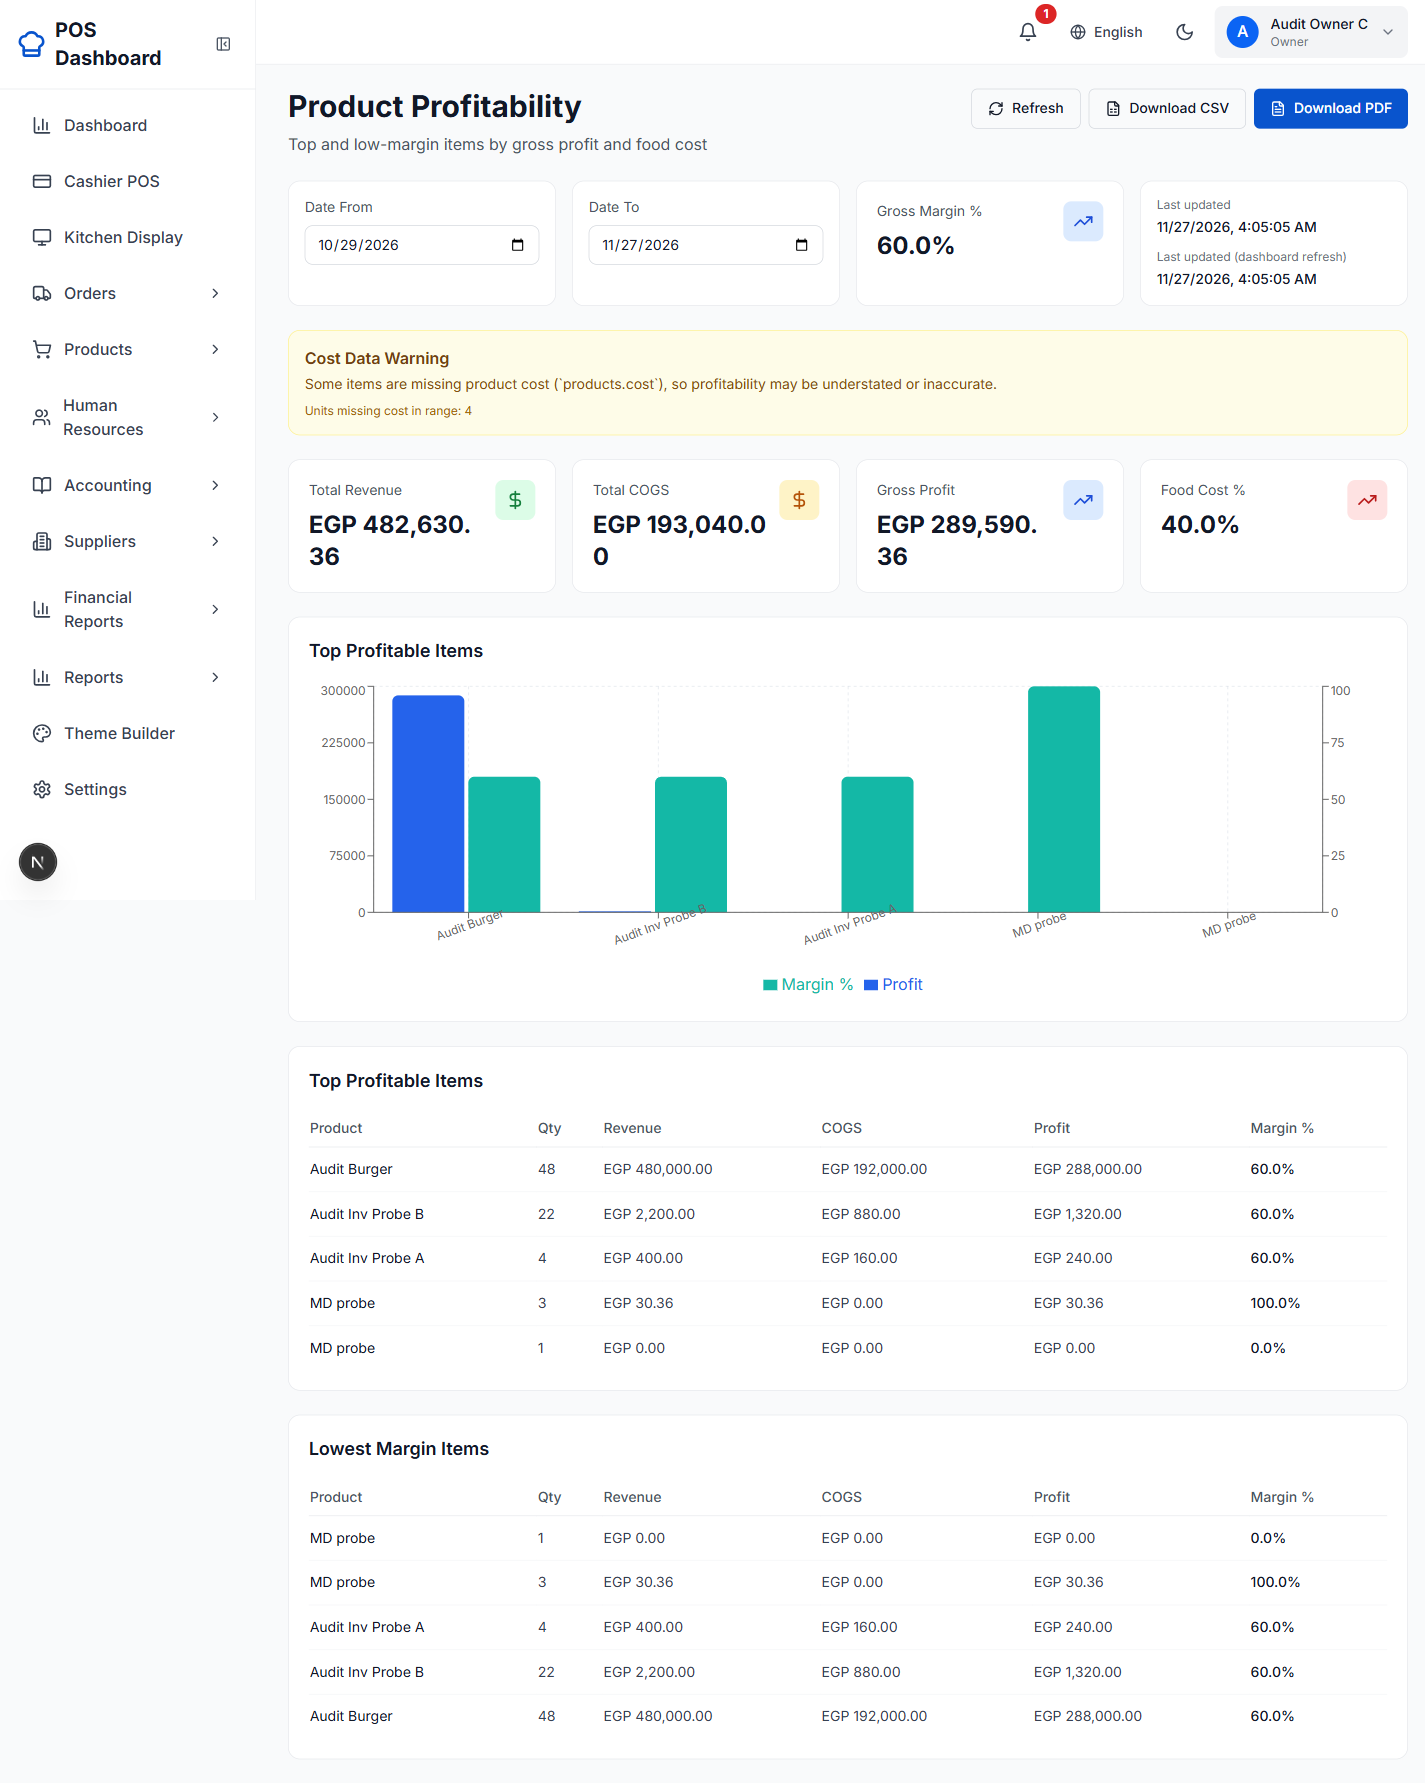 POS
Dashboard
1
English
A
Audit Owner C
Owner
Dashboard
Cashier POS
Kitchen Display
Orders
Products
Human
Resources
Accounting
Suppliers
Financial
Reports
Reports
Theme Builder
Settings
N
Product Profitability
Top and low-margin items by gross profit and food cost
Refresh
Download CSV
Download PDF
Date From
10/29/2026
Date To
11/27/2026
Gross Margin %
60.0%
Last updated
11/27/2026, 4:05:05 AM
Last updated (dashboard refresh)
11/27/2026, 4:05:05 AM
Cost Data Warning
Some items are missing product cost (`products.cost`), so profitability may be understated or inaccurate.
Units missing cost in range: 4
Total Revenue
EGP 482,630.
36
Total COGS
EGP 193,040.0
0
Gross Profit
EGP 289,590.
36
Food Cost %
40.0%
Top Profitable Items
300000
225000
150000
75000
0
100
75
50
25
0
Audit Burger
Audit Inv Probe B
Audit Inv Probe A
MD probe
MD probe
Margin % Profit
Top Profitable Items
Product Qty Revenue COGS Profit Margin %
Audit Burger 48 EGP 480,000.00 EGP 192,000.00 EGP 288,000.00 60.0%
Audit Inv Probe B 22 EGP 2,200.00 EGP 880.00 EGP 1,320.00 60.0%
Audit Inv Probe A 4 EGP 400.00 EGP 160.00 EGP 240.00 60.0%
MD probe 3 EGP 30.36 EGP 0.00 EGP 30.36 100.0%
MD probe 1 EGP 0.00 EGP 0.00 EGP 0.00 0.0%
Lowest Margin Items
Product Qty Revenue COGS Profit Margin %
MD probe 1 EGP 0.00 EGP 0.00 EGP 0.00 0.0%
MD probe 3 EGP 30.36 EGP 0.00 EGP 30.36 100.0%
Audit Inv Probe A 4 EGP 400.00 EGP 160.00 EGP 240.00 60.0%
Audit Inv Probe B 22 EGP 2,200.00 EGP 880.00 EGP 1,320.00 60.0%
Audit Burger 48 EGP 480,000.00 EGP 192,000.00 EGP 288,000.00 60.0%